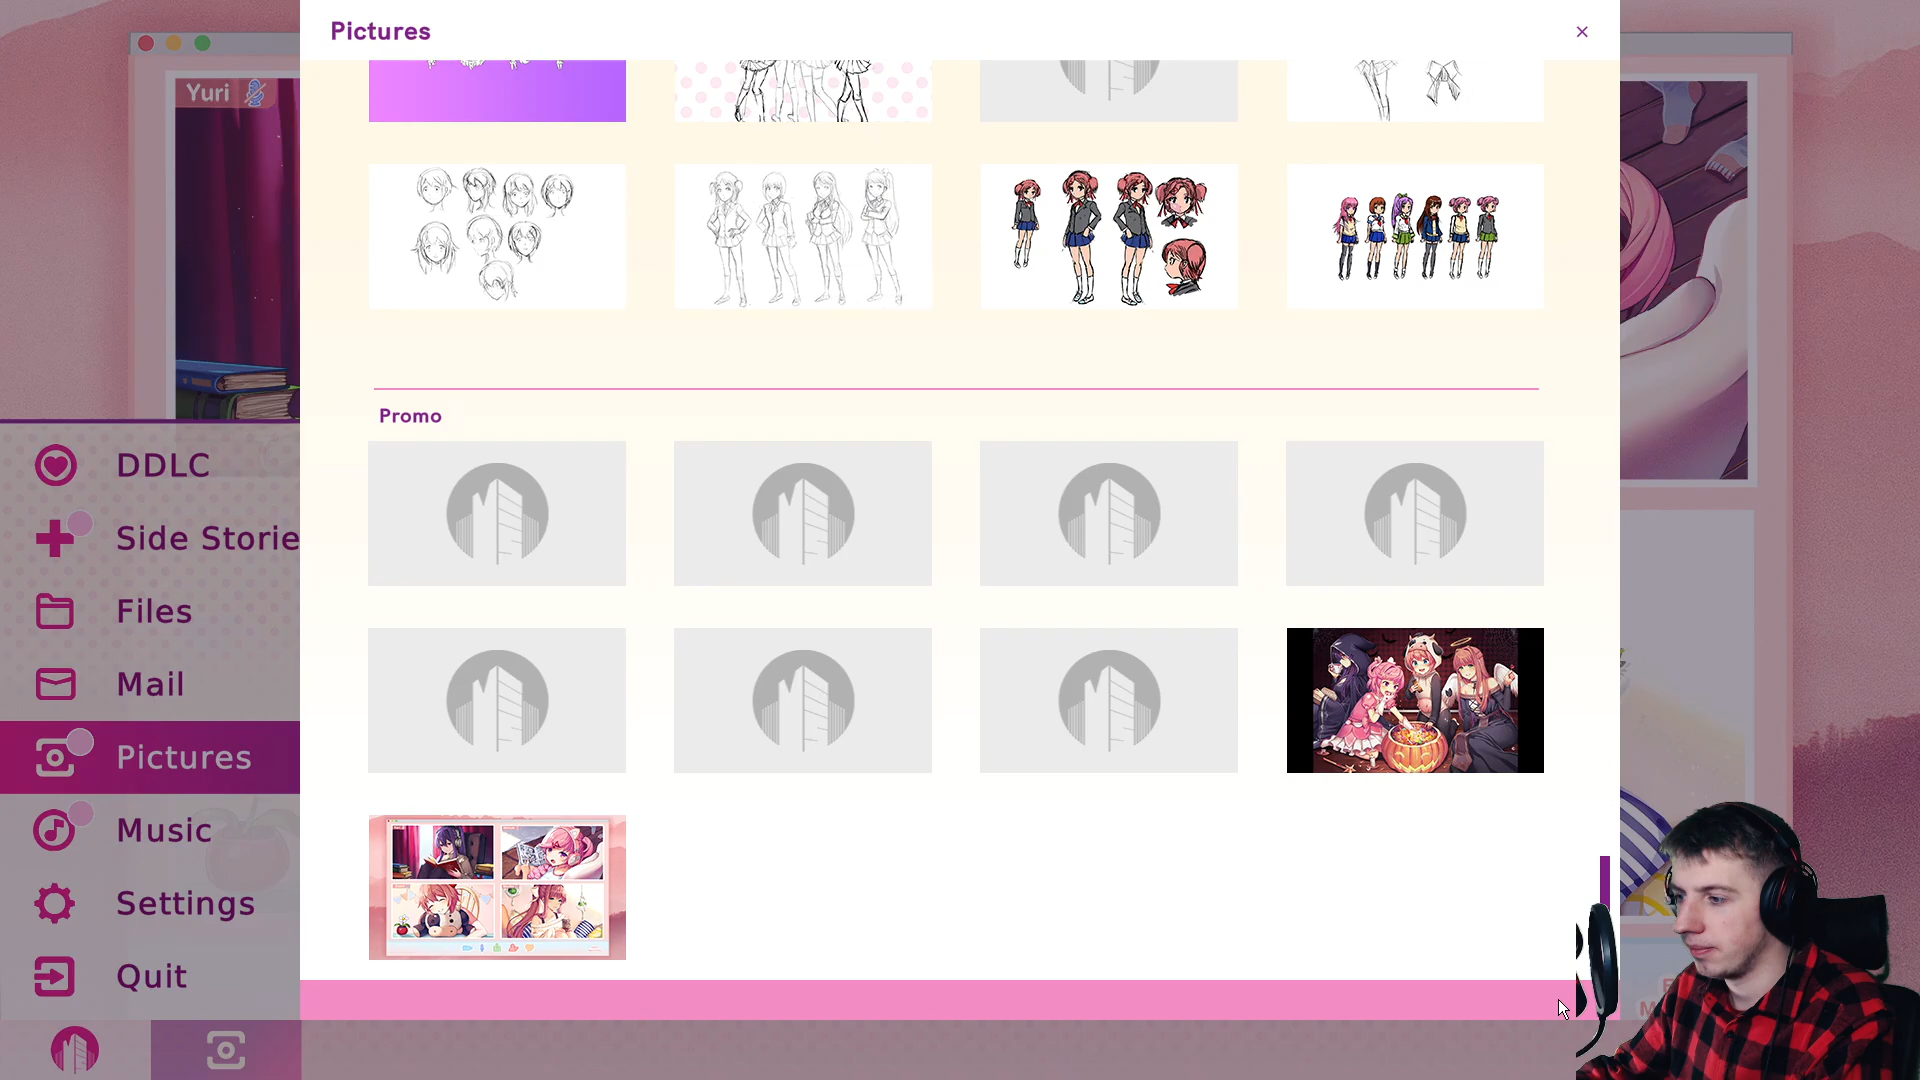 Pictures
Yuri
Promo
DDLC
Side Storie
Files
Mail
Pictures
Music
Settings
Quit